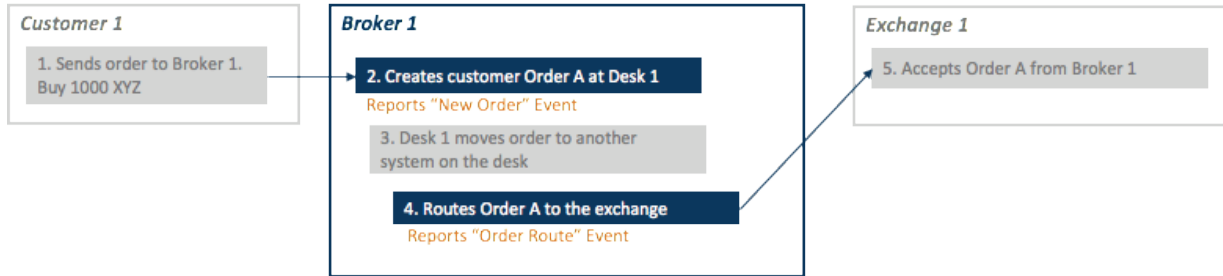 Customer 1
1. Sends order to Broker 1.
Buy 1000 XYZ
Broker 1
2. Creates customer Order A at Desk 1
Reports "New Order" Event
3. Desk 1 moves order to another
system on the desk
4. Routes Order A to the exchange
Reports "Order Route" Event
Exchange 1
5. Accepts Order A from Broker 1